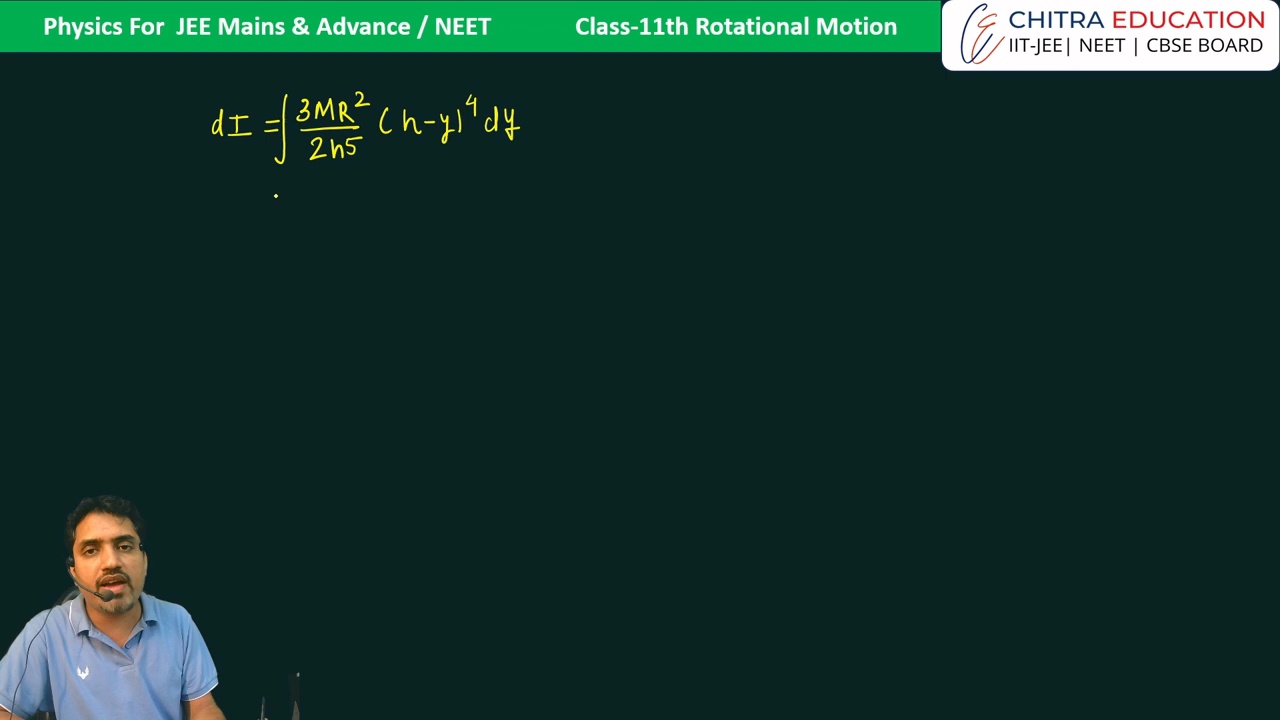 Physics For JEE Mains & Advance / NEET
Class-11th Rotational Motion
CHITRA EDUCATION
IIT-JEE| NEET | CBSE BOARD
dI = ∫ 3MR²/2h5 (h-y)⁴ dy